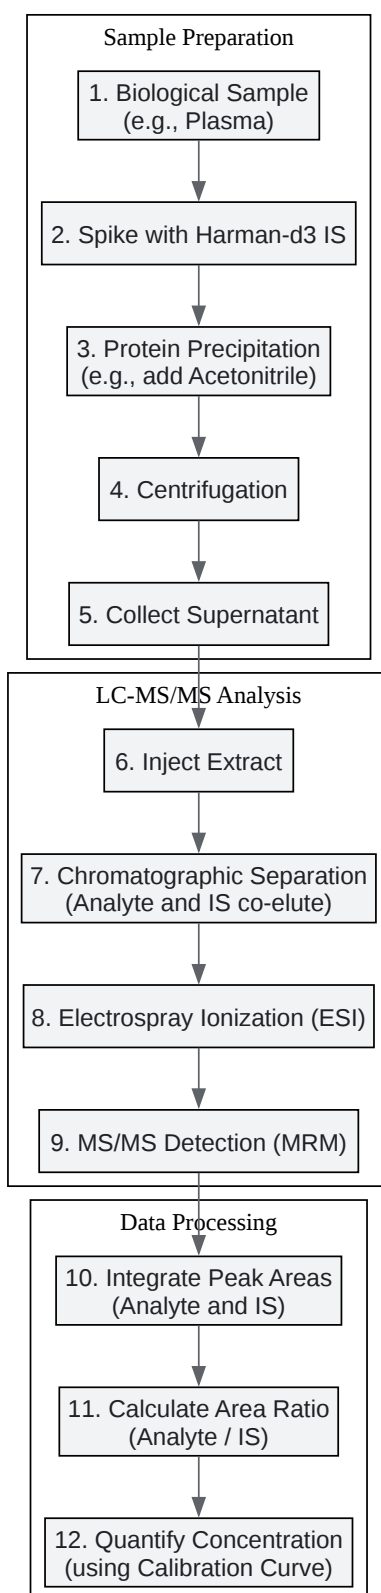 Sample Preparation
1. Biological Sample
(e.g., Plasma)
2. Spike with Harman-d3 IS
3. Protein Precipitation
(e.g., add Acetonitrile)
4. Centrifugation
5. Collect Supernatant
LC-MS/MS Analysis
6. Inject Extract
7. Chromatographic Separation
(Analyte and IS co-elute)
8. Electrospray Ionization (ESI)
9. MS/MS Detection (MRM)
Data Processing
10. Integrate Peak Areas
(Analyte and IS)
11. Calculate Area Ratio
(Analyte / IS)
12. Quantify Concentration
(using Calibration Curve)